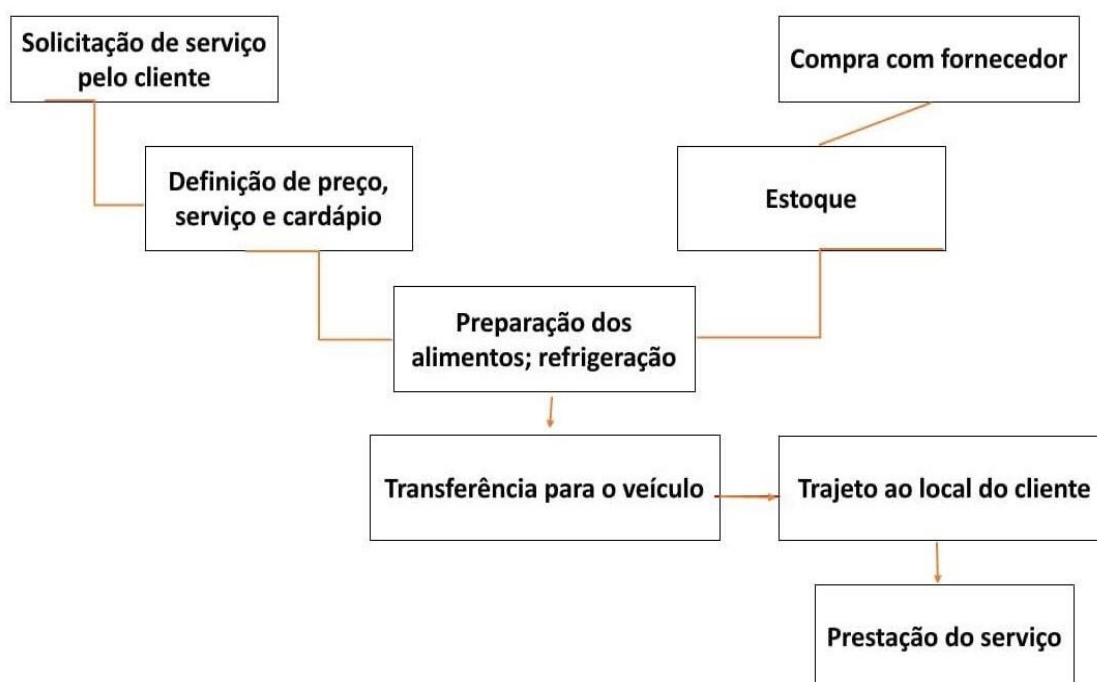 Solicitação de serviço
pelo cliente
Compra com fornecedor
Definição de preço,
serviço e cardápio
Estoque
Preparação dos
alimentos; refrigeração
Transferência para o veículo
Trajeto ao local do cliente
Prestação do serviço